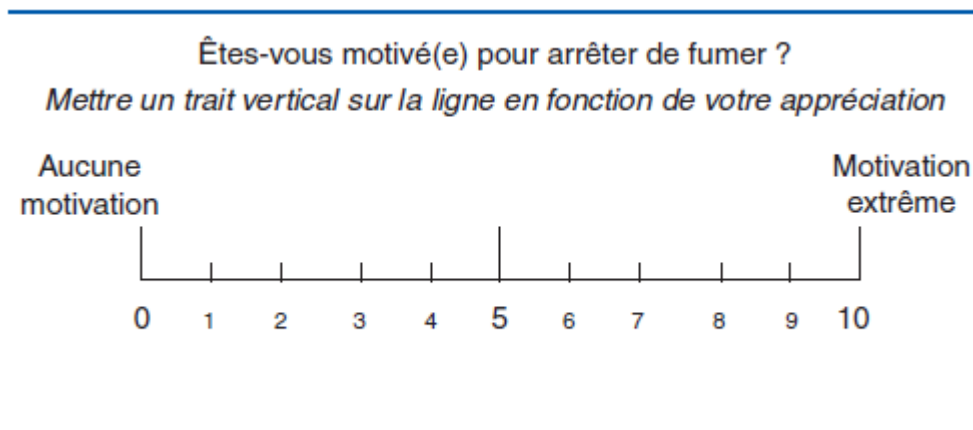 Êtes-vous motivé(e) pour arrêter de fumer ?
Mettre un trait vertical sur la ligne en fonction de votre appréciation
Aucune motivation
Motivation extrême
0 1 2 3 4 5 6 7 8 9 10